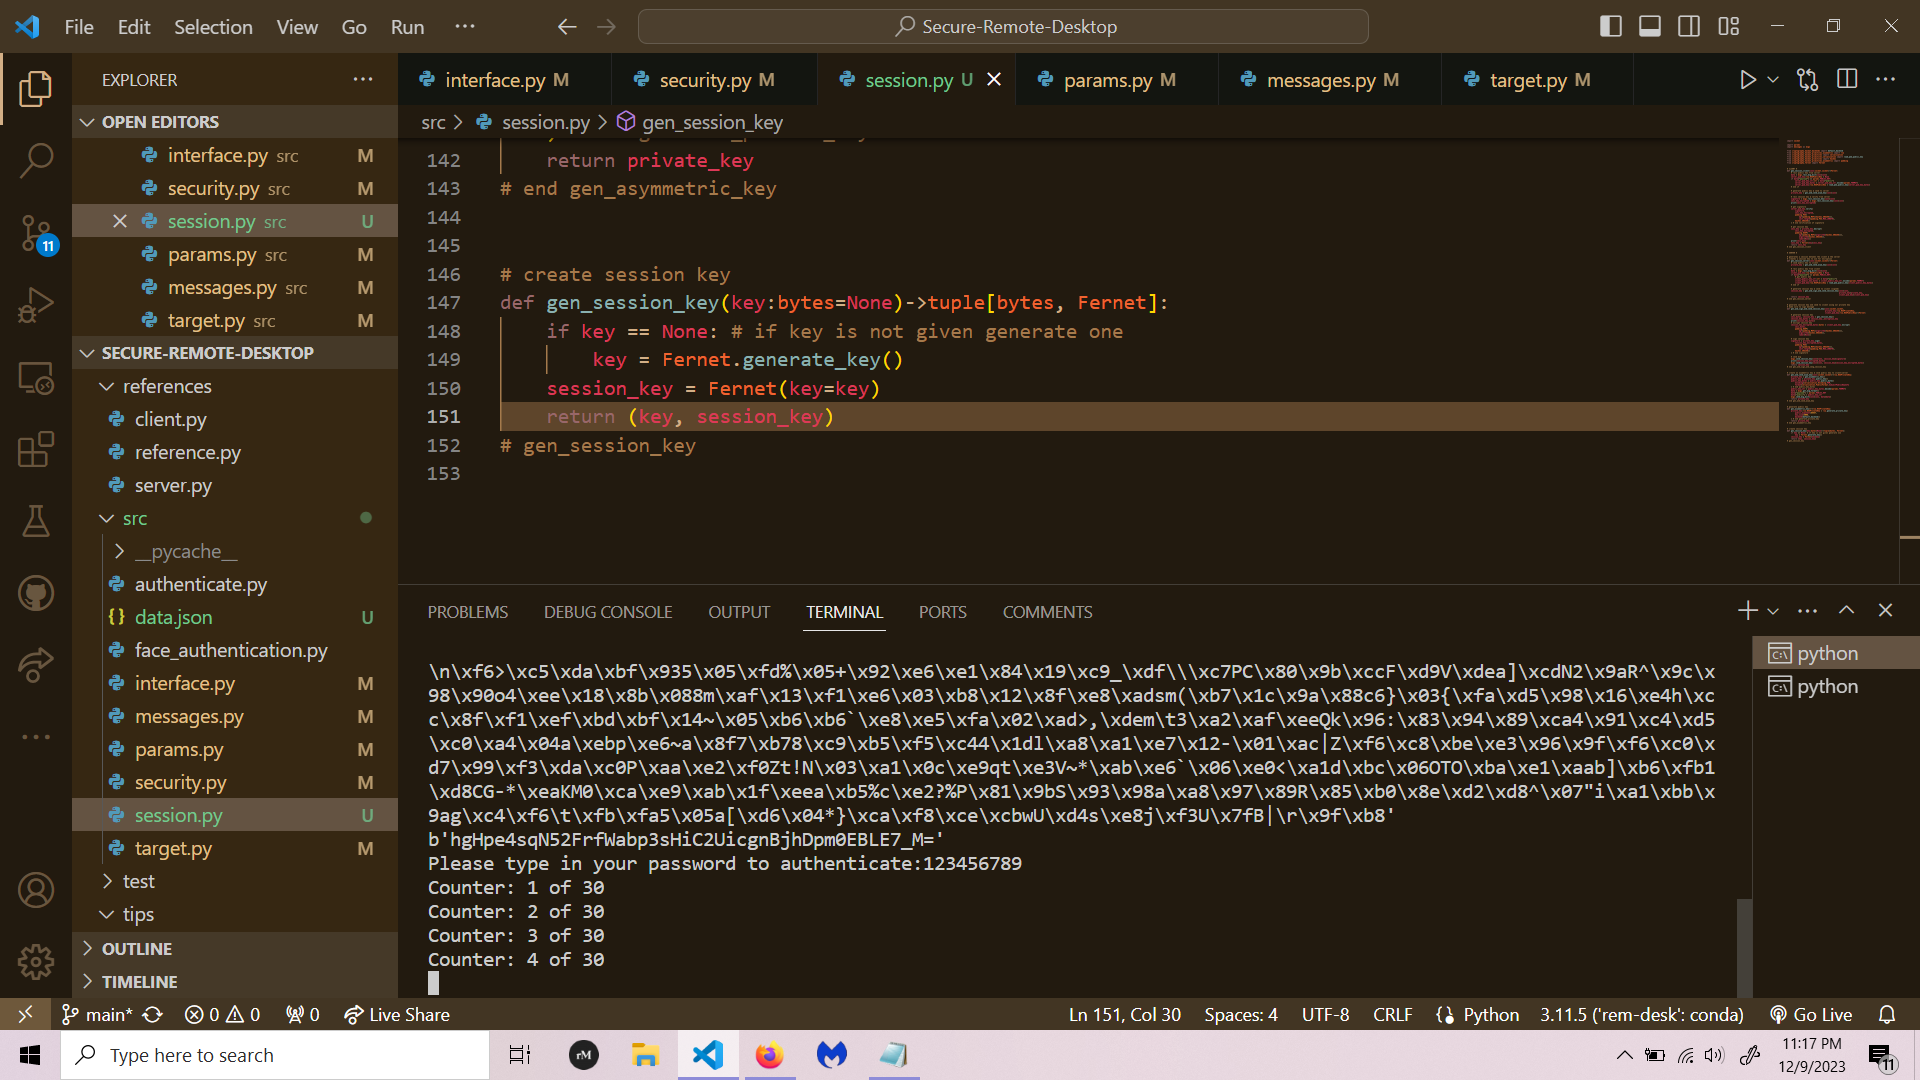 File Edit Selection View Go Run ··· Secure-Remote-Desktop
EXPLORER
OPEN EDITORS
interface.py src M
security.py src M
session.py src U
params.py src M
messages.py src M
target.py src M
SECURE-REMOTE-DESKTOP
references
client.py
reference.py
server.py
src
__pycache__
authenticate.py
data.json U
face_authentication.py
interface.py M
messages.py M
params.py M
security.py M
session.py U
target.py M
test
tips
OUTLINE
TIMELINE
11
interface.py M security.py M session.py U params.py M messages.py M target.py M
src > session.py > gen_session_key
142 return private_key
143 # end gen_asymmetric_key
144
145
146 # create session key
147 def gen_session_key(key:bytes=None)->tuple[bytes, Fernet]:
148 if key == None: # if key is not given generate one
149 key = Fernet.generate_key()
150 session_key = Fernet(key=key)
151 return (key, session_key)
152 # gen_session_key
153
PROBLEMS DEBUG CONSOLE OUTPUT TERMINAL PORTS COMMENTS
\n\xf6>\xc5\xda\xbf\x935\x05\xfd%\x05+\x92\xe6\xe1\x84\x19\xc9_\xdf\\\xc7PC\x80\x9b\xccF\xd9V\xdea]\xcdN2\x9aR^\x9c\x
98\x90o4\xee\x18\x8b\x088m\xaf\x13\xf1\xe6\x03\xb8\x12\x8f\xe8\xadsm(\xb7\x1c\x9a\x88c6}\x03{\xfa\xd5\x98\x16\xe4h\xc
c\x8f\xf1\xef\xbd\xbf\x14~\x05\xb6\xb6`\xe8\xe5\xfa\x02\xad>,\xdem\t3\xa2\xaf\xeeQk\x96:\x83\x94\x89\xca4\x91\xc4\xd5
\xc0\xa4\x04a\xebp\xe6~a\x8f7\xb78\xc9\xb5\xf5\xc44\x1dl\xa8\xa1\xe7\x12-\x01\xac|Z\xf6\xc8\xbe\xe3\x96\x9f\xf6\xc0\x
d7\x99\xf3\xda\xc0P\xaa\xe2\xf0Zt!N\x03\xa1\x0c\xe9qt\xe3V~*\xab\xe6`\x06\xe0<\xa1d\xbc\x06OTO\xba\xe1\xaab]\xb6\xfb1
\xd8CG-*\xeaKM0\xca\xe9\xab\x1f\xeea\xb5%c\xe2?%P\x81\x9bS\x93\x98a\xa8\x97\x89R\x85\xb0\x8e\xd2\xd8^\x07"i\xa1\xbb\x
9ag\xc4\xf6\t\xfb\xfa5\x05a[\xd6\x04*}\xca\xf8\xce\xcbwU\xd4s\xe8j\xf3U\x7fB|\r\x9f\xb8'
b'hgHpe4sqN52FrfWabp3sHiC2UicgnBjhDpm0EBLE7_M='
Please type in your password to authenticate:123456789
Counter: 1 of 30
Counter: 2 of 30
Counter: 3 of 30
Counter: 4 of 30
python
python
main* 0 0 0 Live Share Ln 151, Col 30 Spaces: 4 UTF-8 CRLF Python 3.11.5 ('rem-desk': conda) Go Live
Type here to search rM 11:17 PM
12/9/2023 11